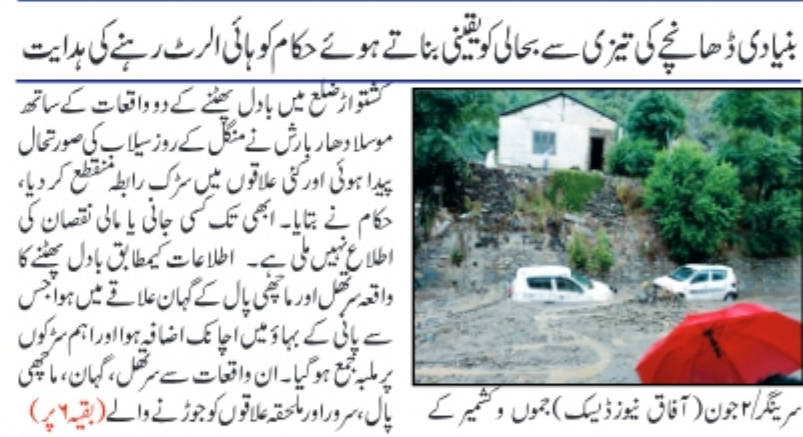 بنیادی ڈھانچے کی تیزی سے بحالی کو یقینی بناتے ہوئے حکام کو ہائی الرٹ رہنے کی ہدایت
سرینگر/۲جون(آفاق نیوز ڈیسک)جموں و کشمیر کے
کشتواڑ ضلع میں بادل پھٹنے کے دو واقعات کے ساتھ
موسلا دھار بارش نے منگل کے روز سیلاب کی صورتحال
پیدا ہوئی اور کئی علاقوں میں سڑک رابطہ منقطع کر دیا،
حکام نے بتایا۔ ابھی تک کسی جانی یا مالی نقصان کی
اطلاع نہیں ملی ہے۔ اطلاعات کیمطابق بادل پھٹنے کا
واقعہ سرتھل اور ماچھی پال کے گہان علاقے میں ہوا جس
سے پانی کے بہاؤ میں اچانک اضافہ ہوا اور اہم سڑکوں
پر ملبہ جمع ہو گیا۔ ان واقعات سے سرتھل، گہان، ماچھی
پال، سرور اور ملحقہ علاقوں کو جوڑنے والے (بقیہ ۶ پر)